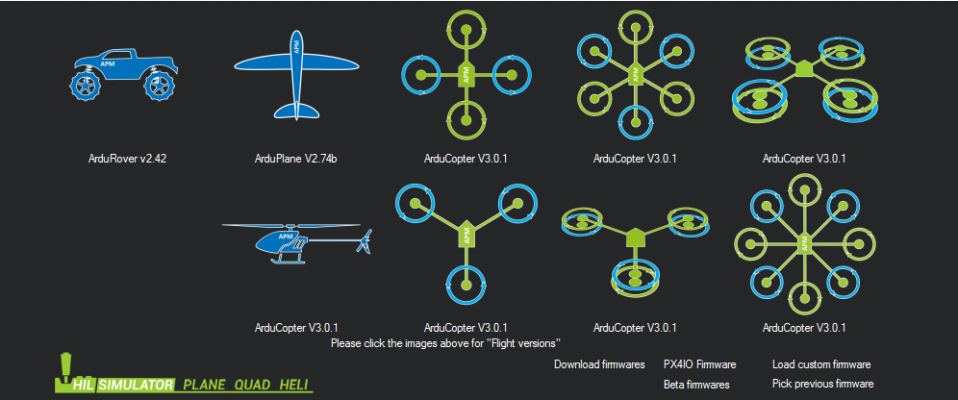 APM
APM
APM
APM
ArduRover v2.42
ArduPlane V2.74b
ArduCopter V3.0.1
ArduCopter V3.0.1
ArduCopter V3.0.1
APM
APM
APM
ArduCopter V3.0.1
ArduCopter V3.0.1
ArduCopter V3.0.1
ArduCopter V3.0.1
Please click the images above for "Flight versions"
Download firmwares
PX4IO Firmware
Load custom firmware
Beta firmwares
Pick previous firmware
HIL SIMULATOR PLANE QUAD HELI